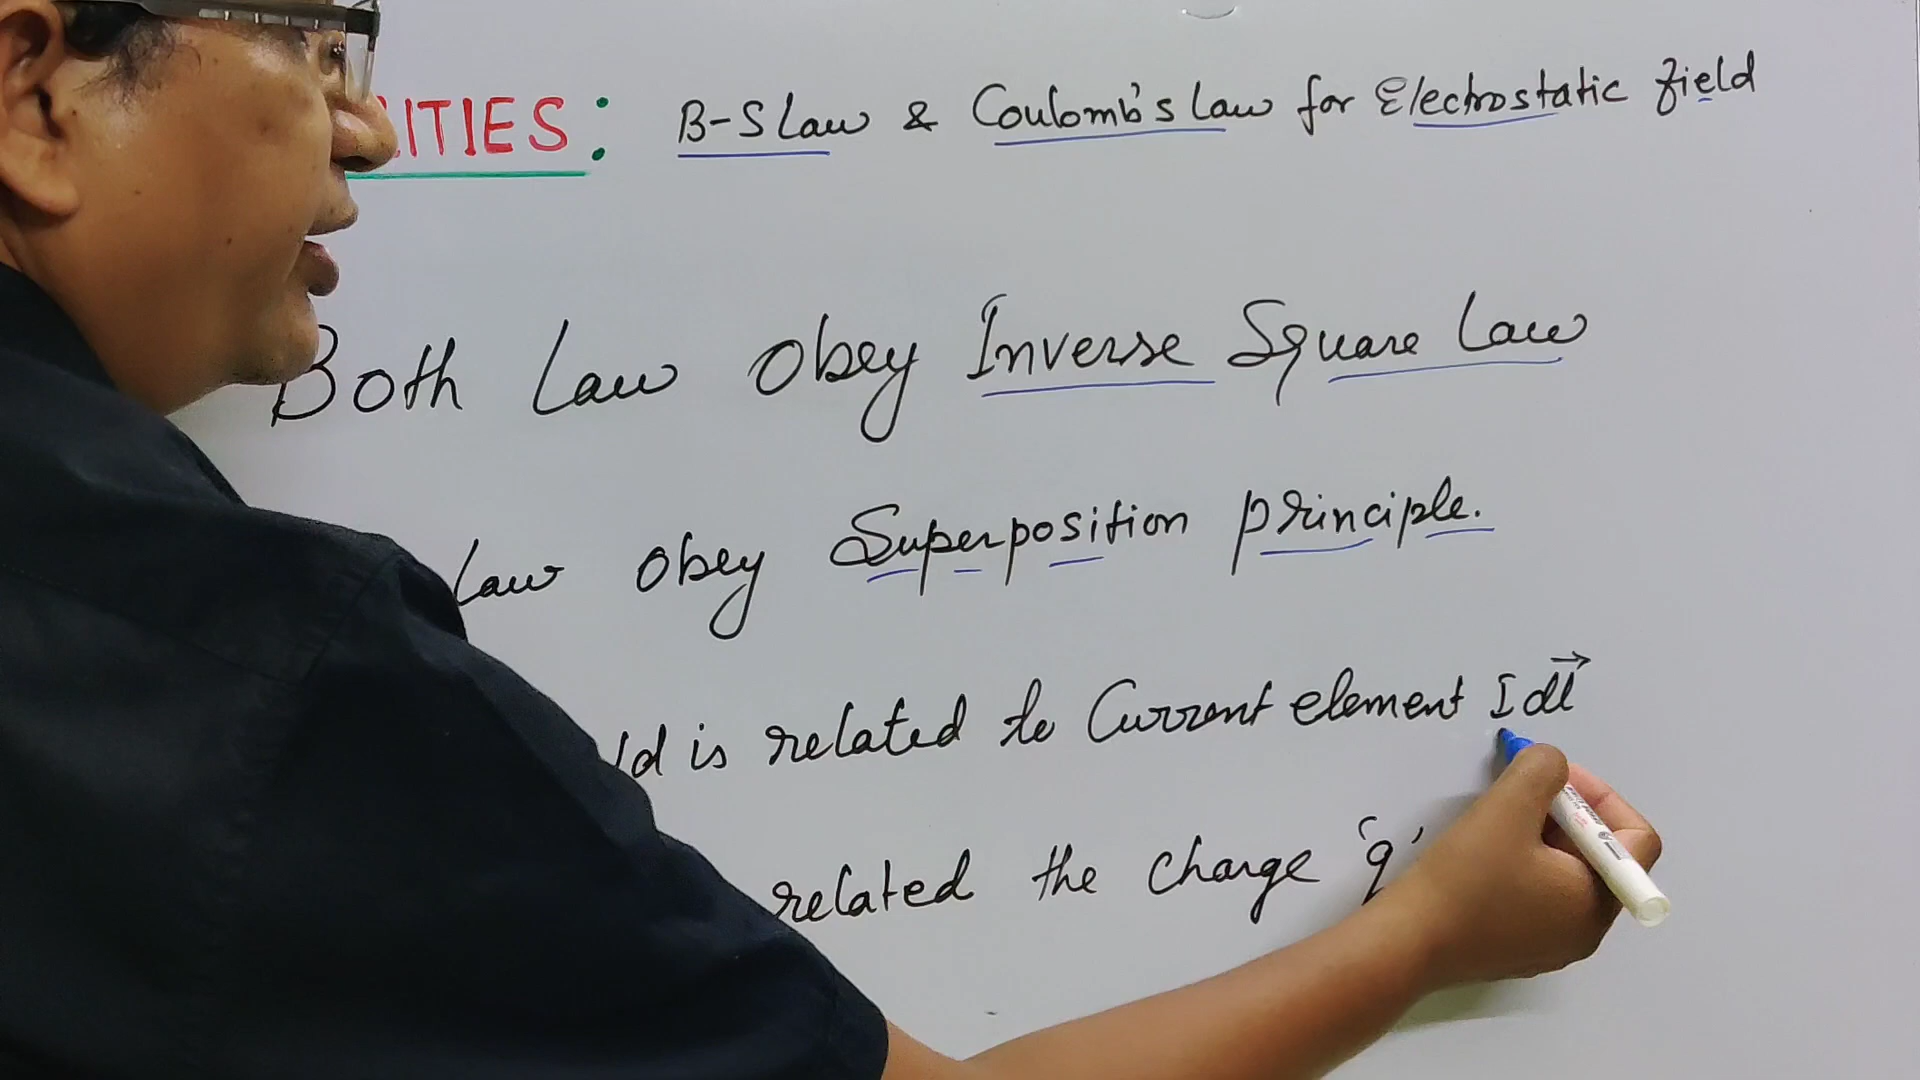 ITIES : B-S Law & Coulomb's Law for Electrostatic field
Both Law Obey Inverse Square Law
Law obey Superposition principle.
ld is related to Current element I dl
related the charge 'q'